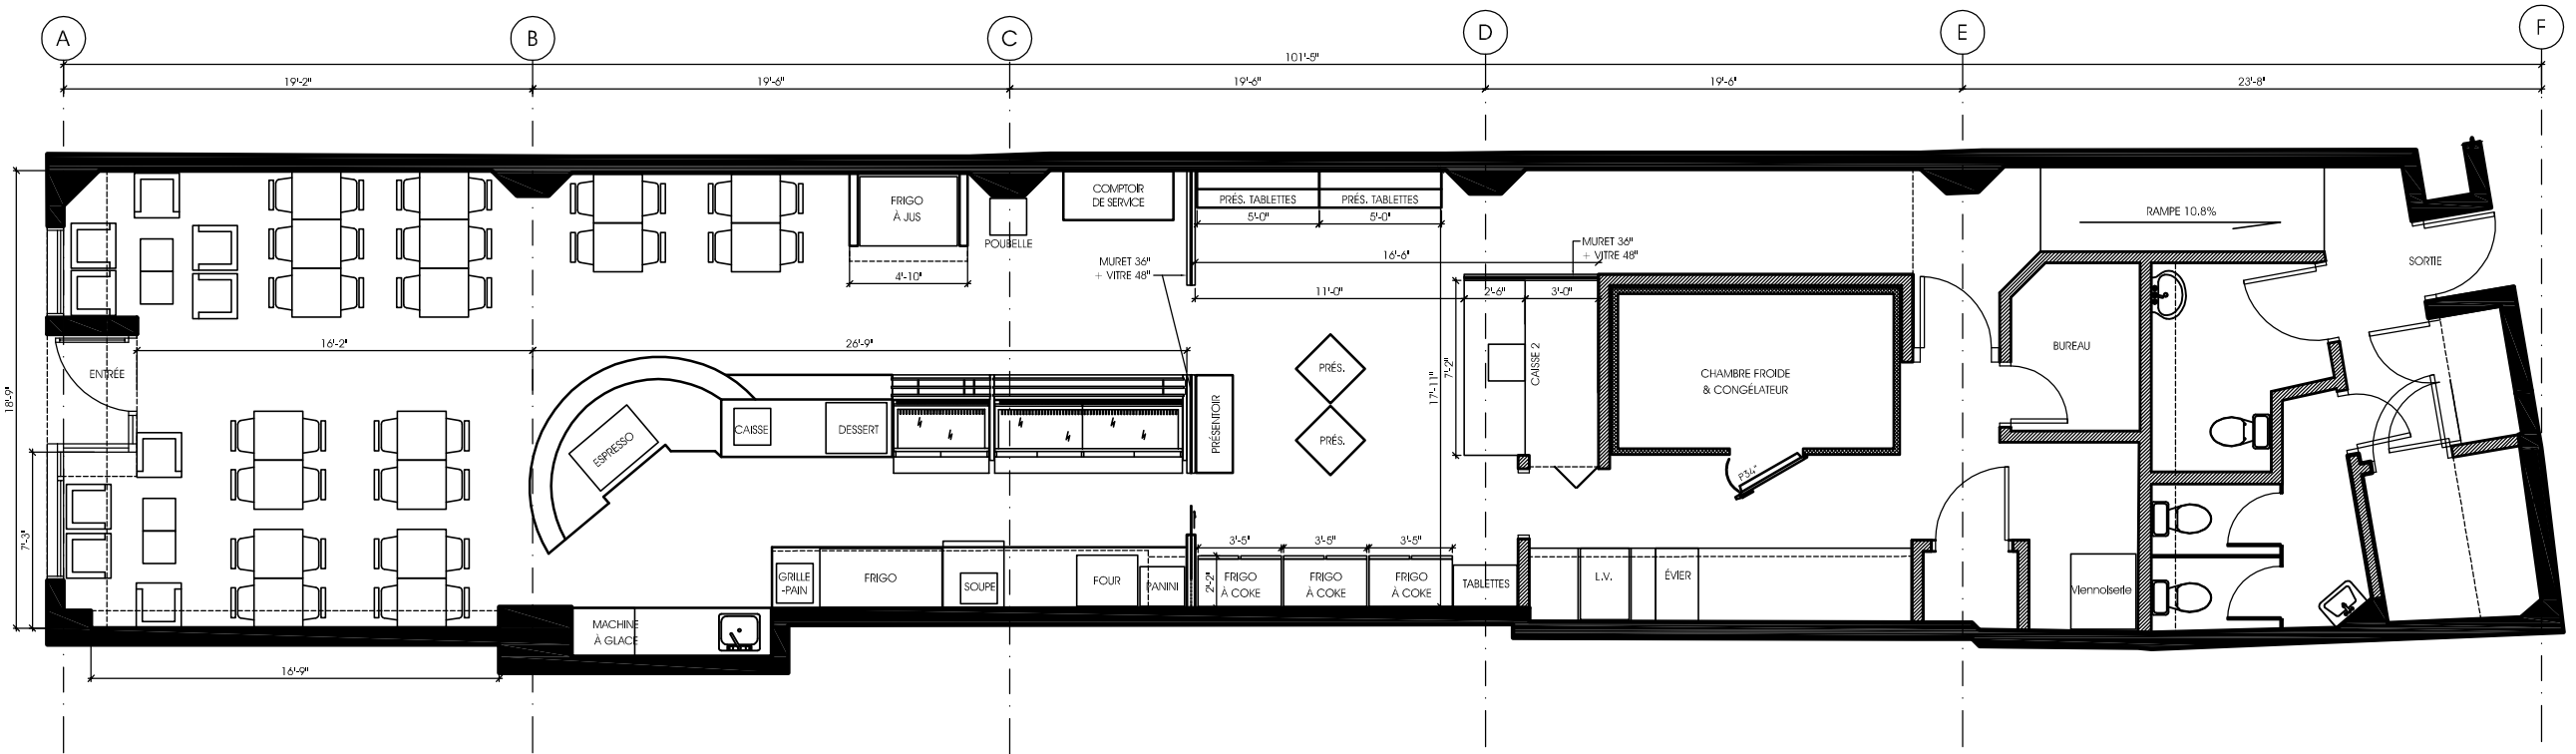 A
B
C
D
E
F
101'-5"
19'-2"
19'-6"
19'-6"
19'-6"
23'-8"
FRIGO
À JUS
4'-10"
POUBELLE
COMPTOIR
DE SERVICE
MURET 36"
+ VITRE 48"
PRÉS. TABLETTES
PRÉS. TABLETTES
5'-0"
5'-0"
16'-6"
11'-0"
2'-6"
3'-0"
MURET 36"
+ VITRE 48"
RAMPE 10.8%
SORTIE
18'-9"
ENTRÉE
16'-2"
26'-9"
7'-3"
ESPRESSO
CAISSE
DESSERT
PRÉSENTOIR
PRÉS.
PRÉS.
17'-11"
7'-2"
CAISSE 2
CHAMBRE FROIDE
& CONGÉLATEUR
P34"
BUREAU
GRILLE
-PAIN
FRIGO
SOUPE
FOUR
PANINI
2'-2"
3'-5"
3'-5"
3'-5"
FRIGO
À COKE
FRIGO
À COKE
FRIGO
À COKE
TABLETTES
L.V.
ÉVIER
Viennoiserie
MACHINE
À GLACE
16'-9"